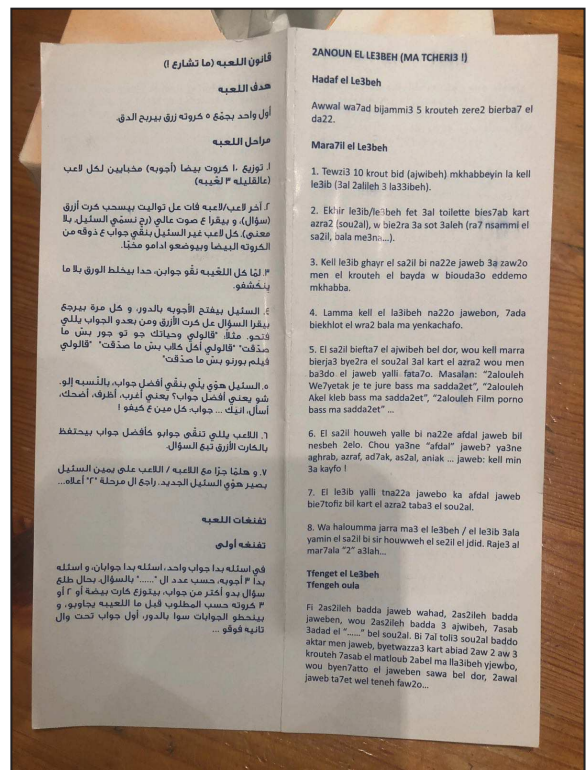 قانون اللعبه (ما تشارع !)
هدف اللعبه
أول واحد بجمّع ٥ كروته زرق بيربح الدق.
مراحل اللعبه
١. توزيع ١٠ كروت بيضا (أجوبه) مخبايين لكل لاعب
(عالقليله ٣ لعّيبه)
٢. أخر لاعب/لاعبه فات عل تواليت بيسحب كرت أزرق
(سؤال)، و بيقرا ع صوت عالي (رح نسمّي السئيل، بلا
معنى). كل لاعب غير السئيل بنقّي جواب ع ذوقه من
الكروته البيضا وبيوضعو ادامو مخبّا.
٣. لمّا كل اللعّيبه نقّو جوابن، حدا بيخلط الورق بلا ما
ينكشفو.
٤. السئيل بيفتح الأجوبه بالدور، و كل مرة بيرجع
بيقرا السؤال عل كرت الأزرق ومن بعدو الجواب يللي
فتحو. مثلاً، "قالولي وحياتك جو تو جور بش ما
صدّقت" "قالولي أكل كلاب بش ما صدّقت" "قالولي
فيلم بورنو بش ما صدّقت"
٥. السئيل هوّي يلّي بنقّي أفضل جواب، بالنّسبه إلو.
شو يعني أفضل جواب؟ يعني أغرب، أظرف، أضحك،
أسأل، انيَك ... جواب: كل مين ع كيفو !
٦. اللاعب يللي تنقّى جوابو كأفضل جواب بيحتفظ
بالكارت الأزرق تبع السؤال.
٧. و هلمّا جرّا مع اللاعبه / اللاعب على يمين السئيل
بصير هوّي السئيل الجديد. راجع ال مرحلة "٢" أعلاه...
تفنغات اللعبه
تفنغه أولى
في اسئله بدا جواب واحد، اسئله بدا جوابان، و اسئله
بدا ٣ أجوبه، حسب عدد ال "......" بالسؤال. بحال طلع
سؤال بدو أكتر من جواب، بيتوزع كارت بيضة أو ٢ أو
٣ كروته حسب المطلوب قبل ما اللعيبه يجاوبو، و
بينحطو الجوابات سوا بالدور، أول جواب تحت وال
تانيه فوقو ...
2ANOUN EL LE3BEH (MA TCHERI3 !)
Hadaf el Le3beh
Awwal wa7ad bijammi3 5 krouteh zere2 bierba7 el
da22.
Mara7il el Le3beh
1. Tewzi3 10 krout bid (ajwibeh) mkhabbeyin la kell
le3ib (3al 2alileh 3 la33ibeh).
2. Ekhir le3ib/le3beh fet 3al toilette bies7ab kart
azra2 (sou2al), w bie2ra 3a sot 3aleh (ra7 nsammi el
sa2il, bala me3na...).
3. Kell le3ib ghayr el sa2il bi na22e jaweb 3a zaw2o
men el krouteh el bayda w biouda3o eddemo
mkhabba.
4. Lamma kell el la3ibeh na22o jawebon, 7ada
biekhlot el wra2 bala ma yenkachafo.
5. El sa2il biefta7 el ajwibeh bel dor, wou kell marra
bierja3 bye2ra el sou2al 3al kart el azra2 wou men
ba3do el jaweb yalli fata7o. Masalan: "2alouleh
We7yetak je te jure bass ma sadda2et", "2alouleh
Akel kleb bass ma sadda2et", "2alouleh Film porno
bass ma sadda2et" ...
6. El sa2il houweh yalle bi na22e afdal jaweb bil
nesbeh 2elo. Chou ya3ne "afdal" jaweb? ya3ne
aghrab, azraf, ad7ak, as2al, aniak ... jaweb: kell min
3a kayfo !
7. El le3ib yalli tna22a jawebo ka afdal jaweb
bie7tofiz bil kart el azra2 taba3 el sou2al.
8. Wa haloumma jarra ma3 el le3beh / el le3ib 3ala
yamin el sa2il bi sir houwweh el se2il el jdid. Raje3 al
mar7ala "2" a3lah...
Tfenget el Le3beh
Tfengeh oula
Fi 2as2ileh badda jaweb wahad, 2as2ileh badda
jaweben, wou 2as2ileh badda 3 ajwibeh, 7asab
3adad el "......" bel sou2al. Bi 7al toli3 sou2al baddo
aktar men jaweb, byetwazza3 kart abiad 2aw 2 aw 3
krouteh 7asab el matloub 2abel ma lla3ibeh yjewbo,
wou byen7atto el jaweben sawa bel dor, 2awal
jaweb ta7et wel teneh faw2o...